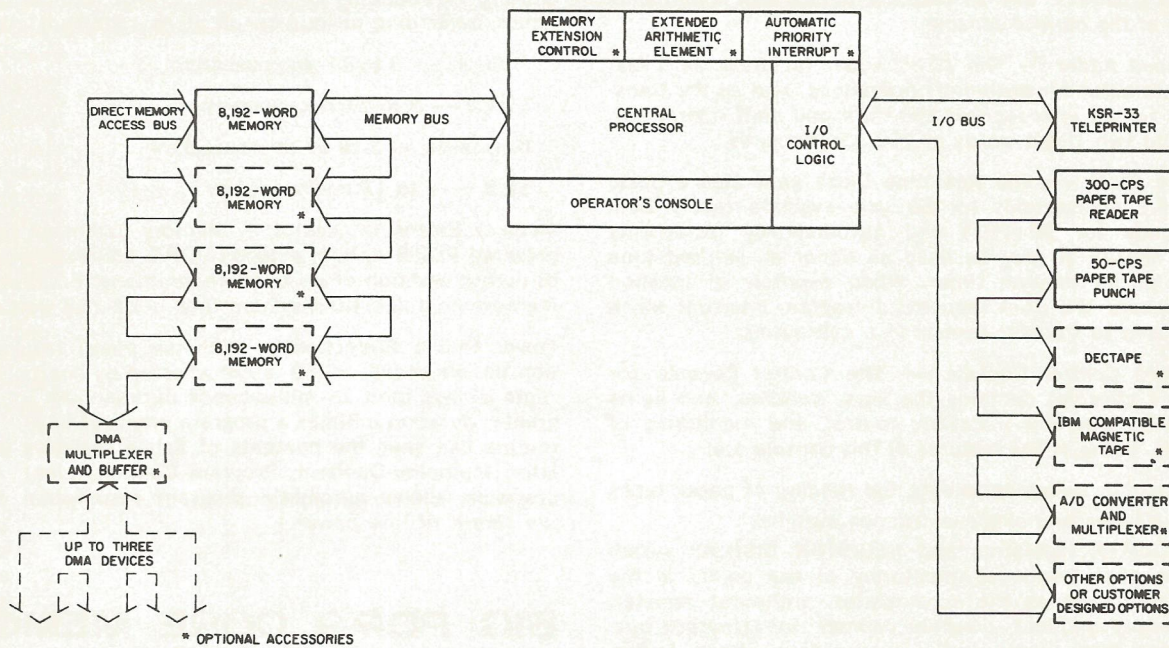 MEMORY
EXTENSION
CONTROL *
EXTENDED
ARITHMETIC
ELEMENT *
AUTOMATIC
PRIORITY
INTERRUPT *
DIRECT MEMORY
ACCESS BUS
8,192-WORD
MEMORY
MEMORY BUS
CENTRAL
PROCESSOR
I/O
CONTROL
LOGIC
OPERATOR'S CONSOLE
I/O BUS
KSR-33
TELEPRINTER
8,192-WORD
MEMORY *
300-CPS
PAPER TAPE
READER
8,192-WORD
MEMORY *
50-CPS
PAPER TAPE
PUNCH
8,192-WORD
MEMORY *
DECTAPE *
DMA
MULTIPLEXER
AND BUFFER *
IBM COMPATIBLE
MAGNETIC
TAPE *
A/D CONVERTER
AND
MULTIPLEXER *
UP TO THREE
DMA DEVICES
OTHER OPTIONS
OR CUSTOMER
DESIGNED OPTIONS
* OPTIONAL ACCESSORIES